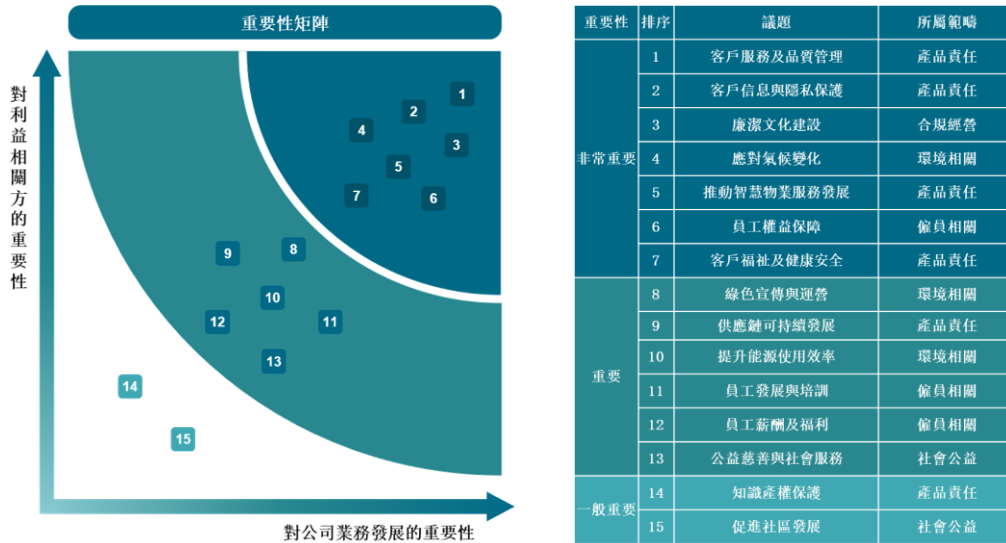 重要性矩陣
對利益相關方的重要性
1
2
3
4
5
6
7
8
9
10
11
12
13
14
15
對公司業務發展的重要性
重要性 排序 議題 所屬範疇
非常重要
1 客戶服務及品質管理 產品責任
2 客戶信息與隱私保護 產品責任
3 廉潔文化建設 合規經營
4 應對氣候變化 環境相關
5 推動智慧物業服務發展 產品責任
6 員工權益保障 僱員相關
7 客戶福祉及健康安全 產品責任
重要
8 綠色宣傳與運營 環境相關
9 供應鏈可持續發展 產品責任
10 提升能源使用效率 環境相關
11 員工發展與培訓 僱員相關
12 員工薪酬及福利 僱員相關
13 公益慈善與社會服務 社會公益
一般重要
14 知識產權保護 產品責任
15 促進社區發展 社會公益